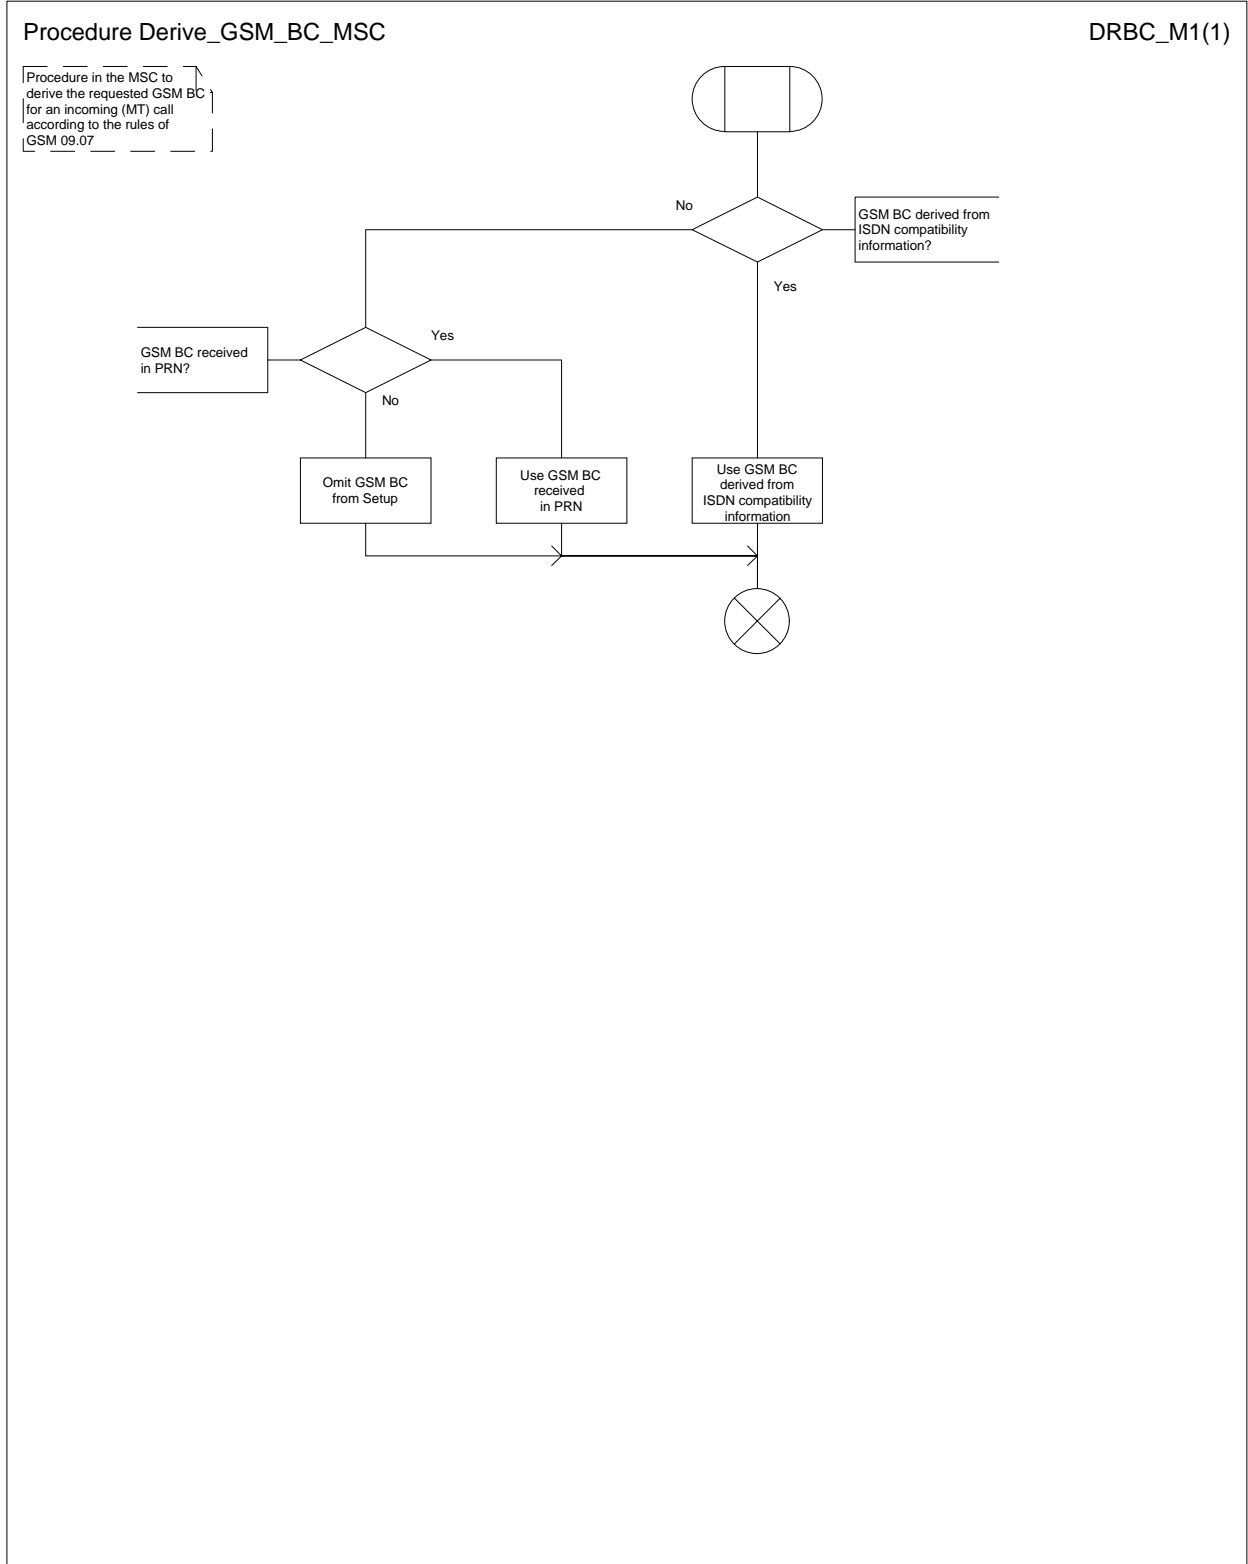 Procedure Derive_GSM_BC_MSC
DRBC_M1(1)
Procedure in the MSC to
derive the requested GSM BC
for an incoming (MT) call
according to the rules of
GSM 09.07
No
GSM BC derived from
ISDN compatibility
information?
Yes
GSM BC received
in PRN?
Yes
No
Omit GSM BC
from Setup
Use GSM BC
received
in PRN
Use GSM BC
derived from
ISDN compatibility
information